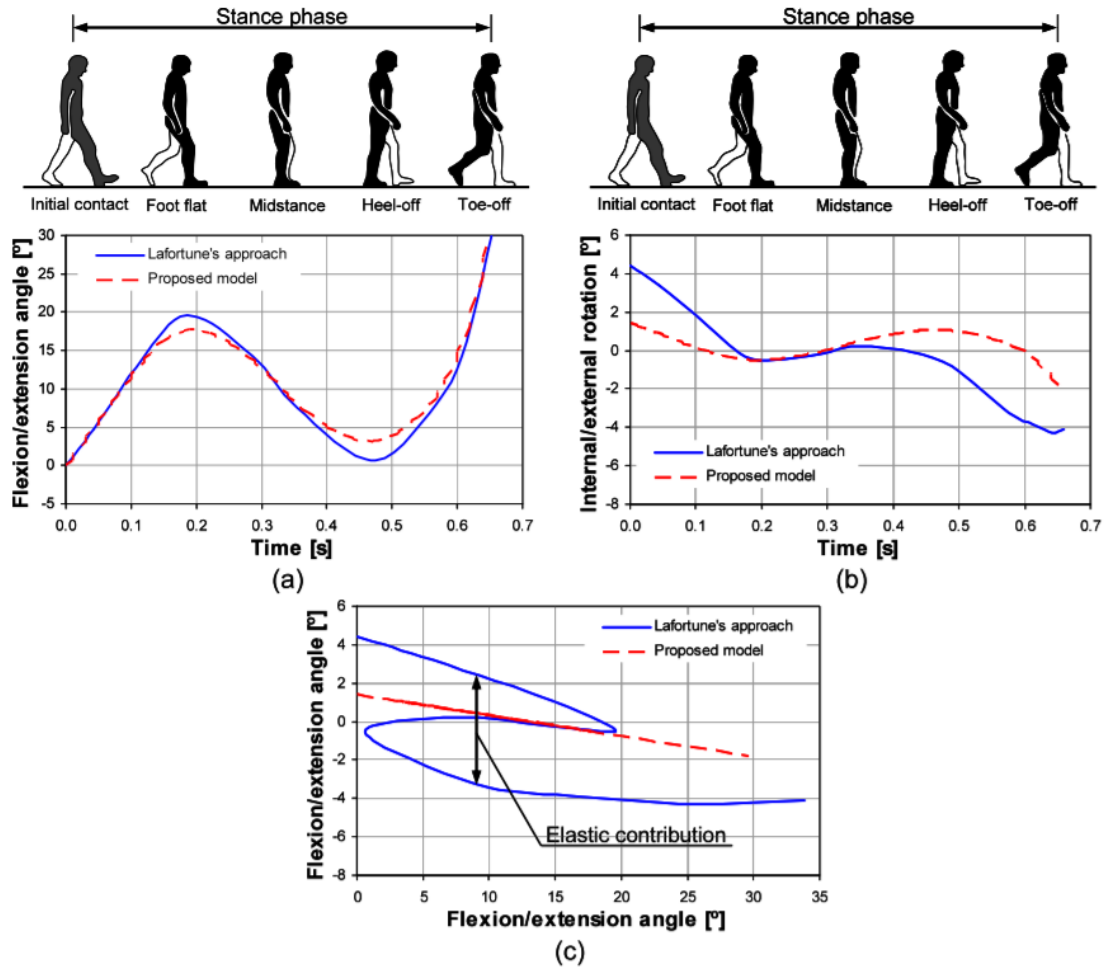 Stance phase
Initial contact Foot flat Midstance Heel-off Toe-off
Flexion/extension angle [º]
30
25
20
15
10
5
0
-5
Lafortune's approach
Proposed model
0.0 0.1 0.2 0.3 0.4 0.5 0.6 0.7
Time [s]
(a)
Stance phase
Initial contact Foot flat Midstance Heel-off Toe-off
Internal/external rotation [º]
6
4
2
0
-2
-4
-6
-8
Lafortune's approach
Proposed model
0.0 0.1 0.2 0.3 0.4 0.5 0.6 0.7
Time [s]
(b)
Flexion/extension angle [º]
6
4
2
0
-2
-4
-6
-8
Lafortune's approach
Proposed model
Elastic contribution
0 5 10 15 20 25 30 35
Flexion/extension angle [º]
(c)